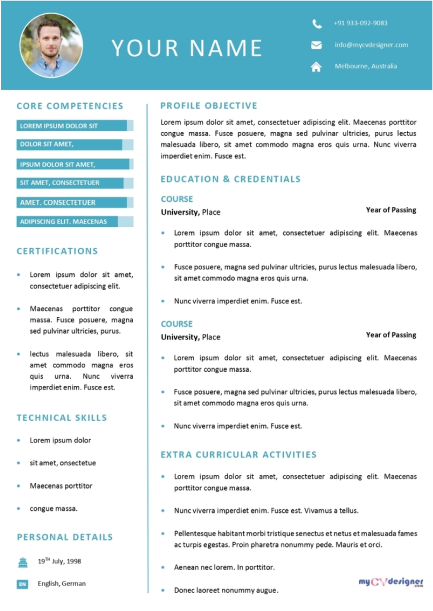 YOUR NAME
+91 933-092-9083
info@mycvdesigner.com
Melbourne, Australia
CORE COMPETENCIES
LOREM IPSUM DOLOR SIT
DOLOR SIT AMET,
IPSUM DOLOR SIT AMET,
SIT AMET, CONSECTETUER
AMET. CONSECTETUER
ADIPISCING ELIT. MAECENAS
CERTIFICATIONS
Lorem ipsum dolor sit amet,
consectetuer adipiscing elit.
Maecenas porttitor congue
massa. Fusce posuere, magna
sed pulvinar ultricies, purus.
lectus malesuada libero, sit
amet commodo magna eros
quis urna. Nunc viverra
imperdiet enim. Fusce est.
TECHNICAL SKILLS
Lorem ipsum dolor
sit amet, onsectetue
Maecenas porttitor
congue massa.
PERSONAL DETAILS
19TH July, 1998
EN
English, German
PROFILE OBJECTIVE
Lorem ipsum dolor sit amet, consectetuer adipiscing elit.
Maecenas porttitor congue massa. Fusce posuere, magna
sed pulvinar ultricies, purus lectus malesuada libero, sit
amet commodo magna eros quis urna. Nunc viverra
imperdiet enim. Fusce est.
EDUCATION & CREDENTIALS
COURSE
University, Place
Year of Passing
Lorem ipsum dolor sit amet, consectetuer adipiscing elit. Maecenas
porttitor congue massa.
Fusce posuere, magna sed pulvinar ultricies, purus lectus malesuada libero,
sit amet commodo magna.
Nunc viverra imperdiet enim. Fusce est.
COURSE
University, Place
Year of Passing
Lorem ipsum dolor sit amet, consectetuer adipiscing elit. Maecenas
porttitor congue massa.
Fusce posuere, magna sed pulvinar ultricies, purus lectus malesuada libero,
sit amet commodo magna.
Nunc viverra imperdiet enim. Fusce est.
EXTRA CURRICULAR ACTIVITIES
Lorem ipsum dolor sit amet, consectetuer adipiscing elit. Maecenas
porttitor congue massa.
Nunc viverra imperdiet enim. Fusce est. Vivamus a tellus.
Pellentesque habitant morbi tristique senectus et netus et malesuada fames
ac turpis egestas. Proin pharetra nonummy pede. Mauris et orci.
Aenean nec lorem. In porttitor.
Donec laoreet nonummy augue.
myCVdesigner
.com